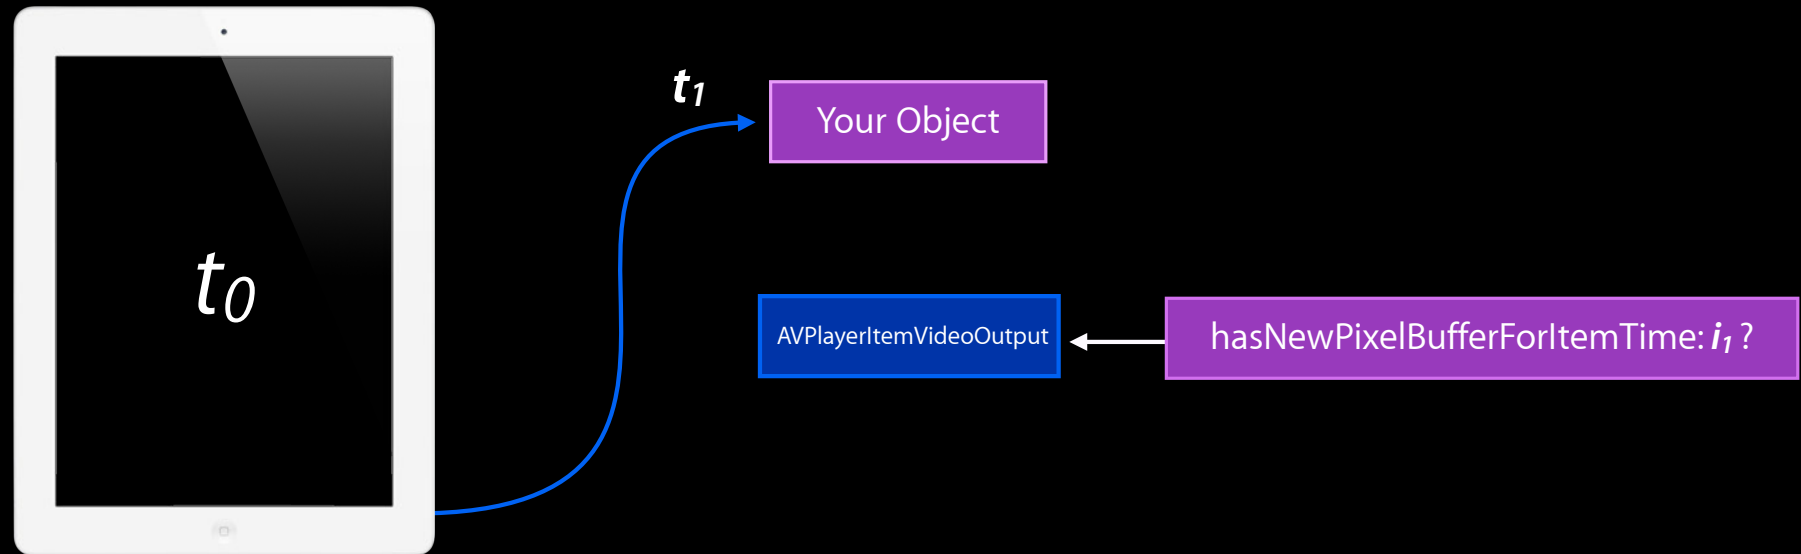 t0
t1
Your Object
AVPlayerItemVideoOutput
hasNewPixelBufferForItemTime: i1 ?